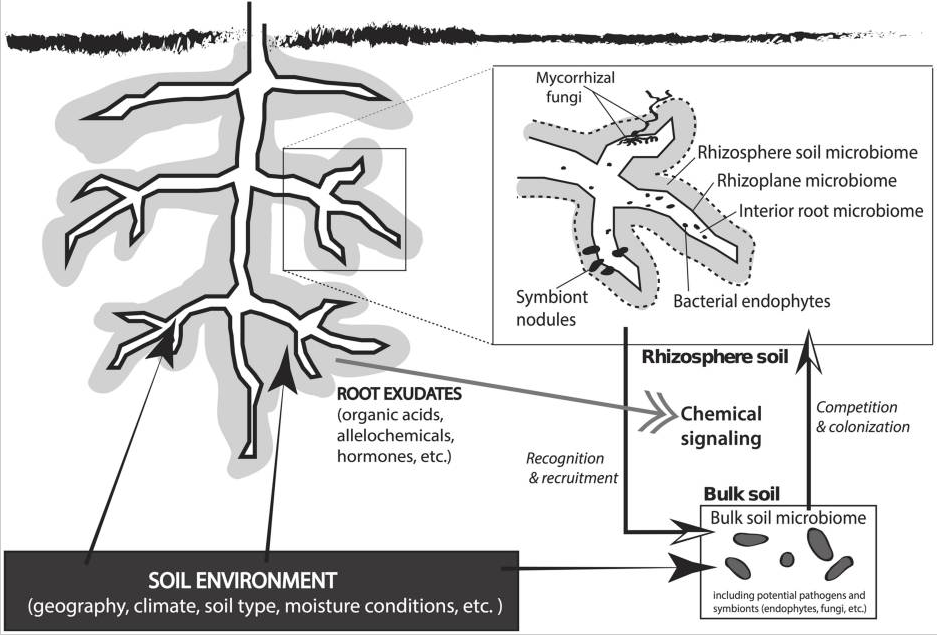 Mycorrhizal
fungi
Rhizosphere soil microbiome
Rhizoplane microbiome
Interior root microbiome
Symbiont
nodules
Bacterial endophytes
Rhizosphere soil
ROOT EXUDATES
(organic acids,
allelochemicals,
hormones, etc.)
Chemical
signaling
Competition
& colonization
Recognition
& recruitment
Bulk soil
Bulk soil microbiome
including potential pathogens and
symbionts (endophytes, fungi, etc.)
SOIL ENVIRONMENT
(geography, climate, soil type, moisture conditions, etc. )